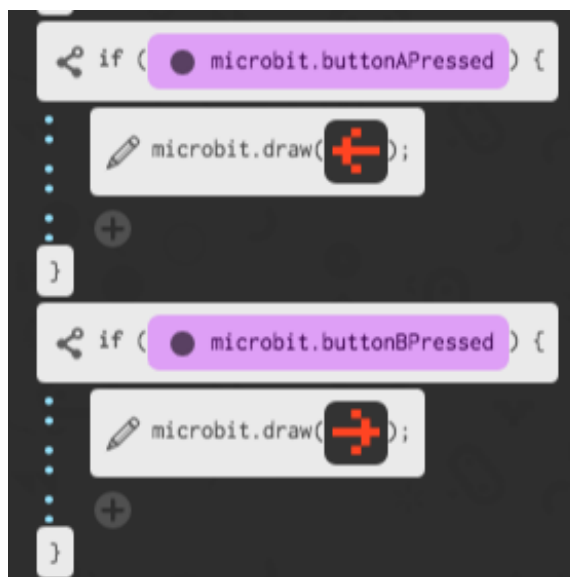 if ( microbit.buttonAPressed ) {
microbit.draw( );
}
if ( microbit.buttonBPressed ) {
microbit.draw( );
}